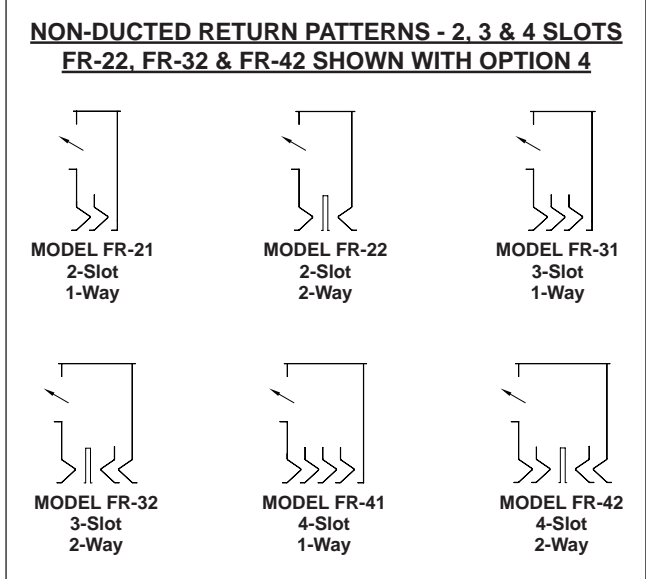 NON-DUCTED RETURN PATTERNS - 2, 3 & 4 SLOTS
FR-22, FR-32 & FR-42 SHOWN WITH OPTION 4
MODEL FR-21
2-Slot
1-Way
MODEL FR-22
2-Slot
2-Way
MODEL FR-31
3-Slot
1-Way
MODEL FR-32
3-Slot
2-Way
MODEL FR-41
4-Slot
1-Way
MODEL FR-42
4-Slot
2-Way